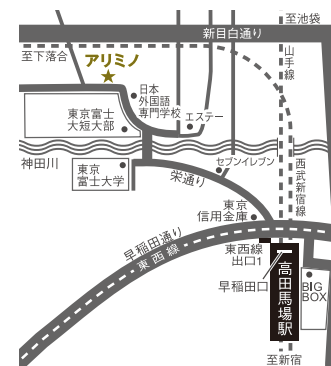 至池袋
新目白通り
至下落合
アリミノ
★
山手線
日本
外国語
専門学校
東京富士
大短大部
エステー
神田川
セブンイレブン
西武新宿線
東京
富士大学
栄通り
東京
信用金庫
早稲田通り
東西線
東西線
出口1
早稲田口
高田馬場駅
BIG
BOX
至新宿